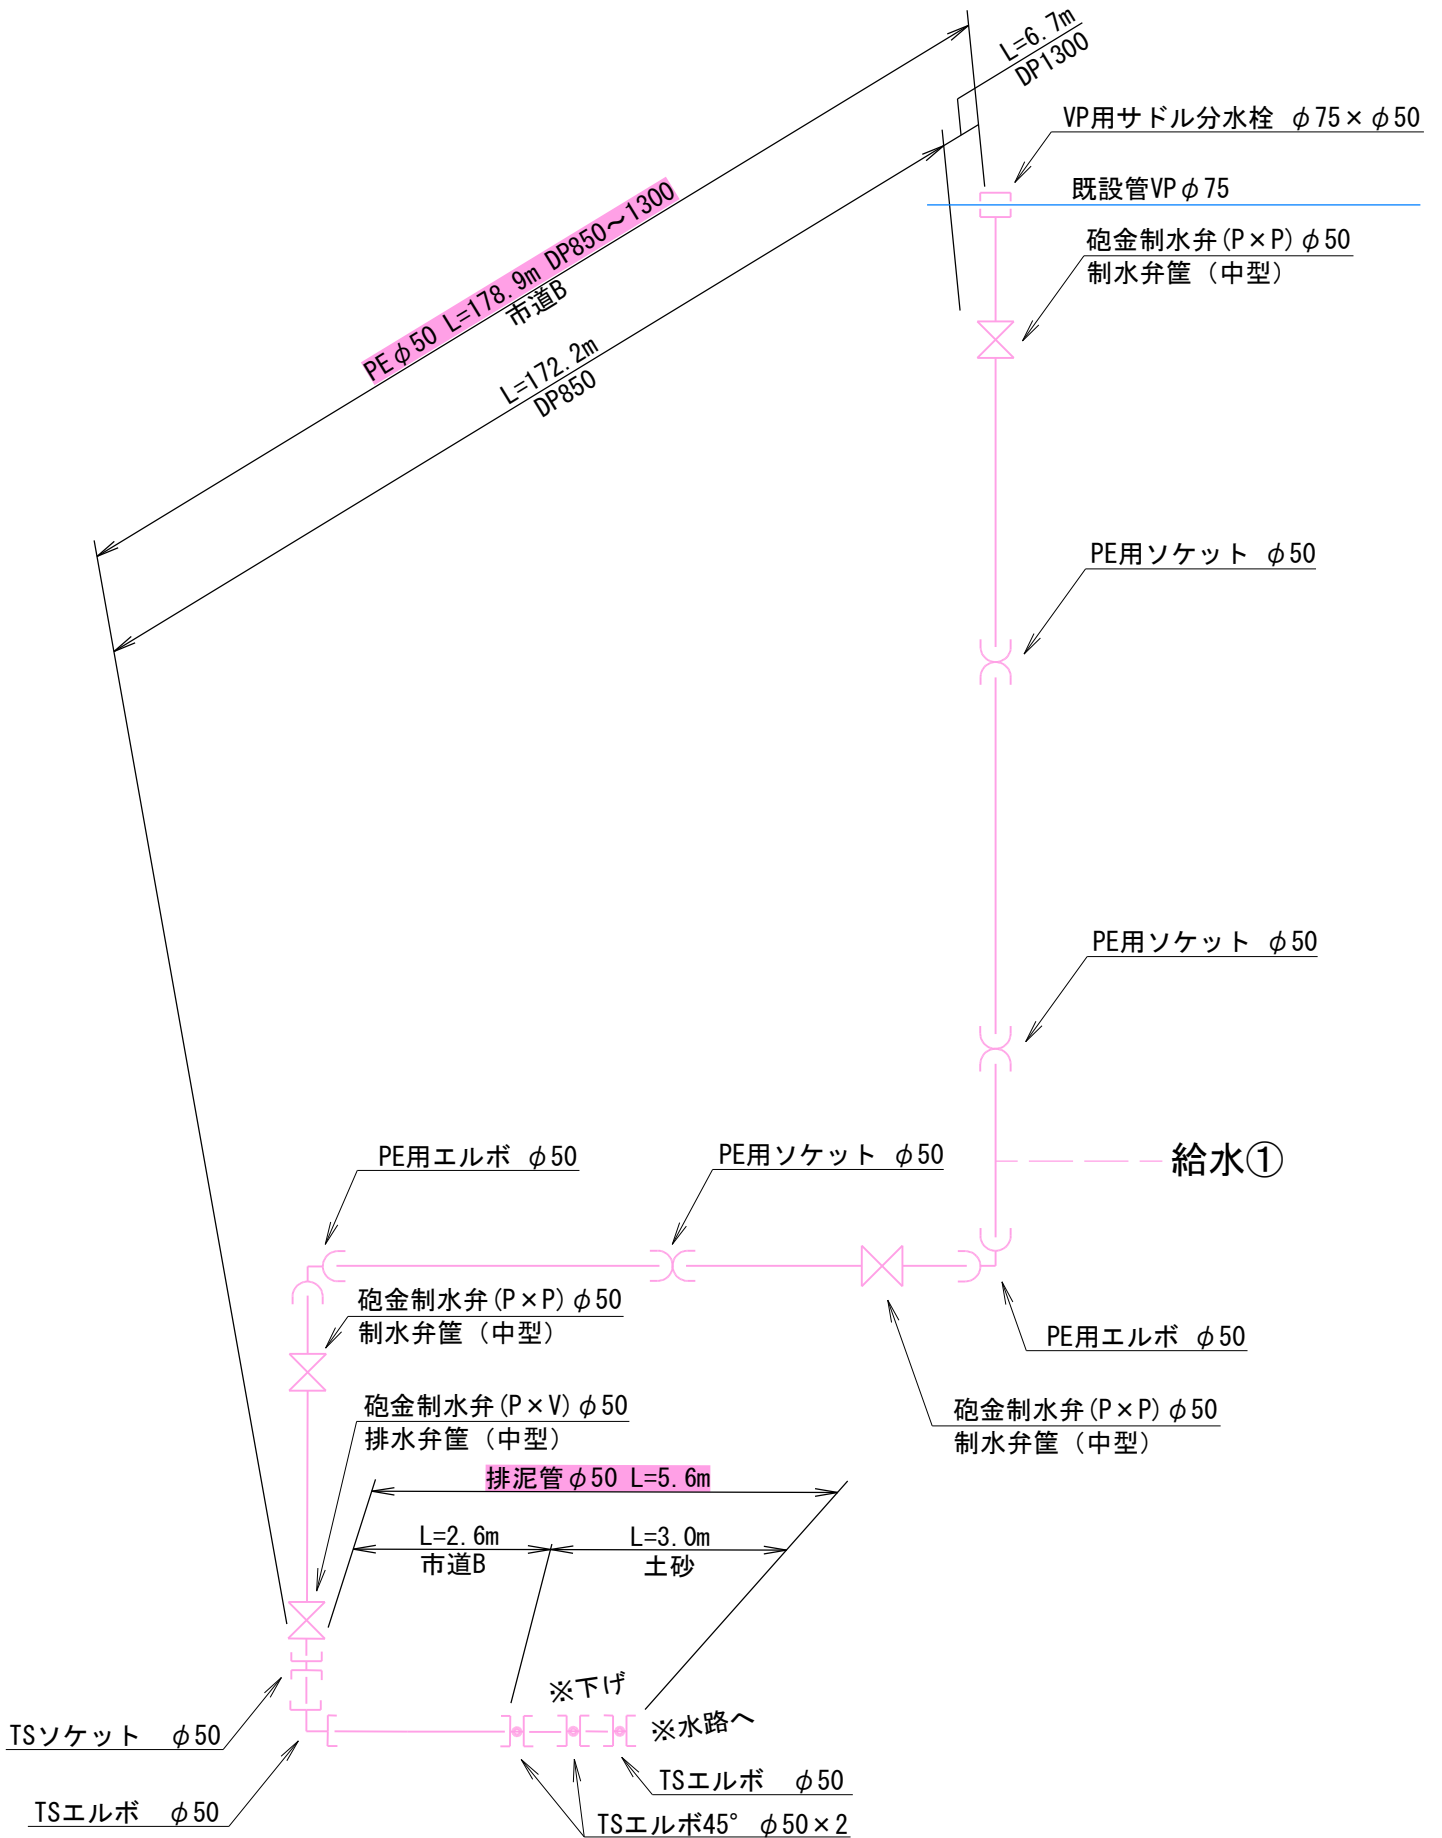 L=6.7m
DP1300
VP用サドル分水栓 φ75×φ50
既設管VPφ75
砲金制水弁(P×P)φ50
制水弁筐（中型）
PEφ50 L=178.9m DP850～1300
市道B
L=172.2m
DP850
PE用ソケット φ50
PE用ソケット φ50
PE用エルボ φ50
PE用ソケット φ50
給水①
砲金制水弁(P×P)φ50
制水弁筐（中型）
PE用エルボ φ50
砲金制水弁(P×V)φ50
排水弁筐（中型）
砲金制水弁(P×P)φ50
制水弁筐（中型）
排泥管φ50 L=5.6m
L=2.6m
市道B
L=3.0m
土砂
※下げ
※水路へ
TSソケット φ50
TSエルボ φ50
TSエルボ φ50
TSエルボ45° φ50×2